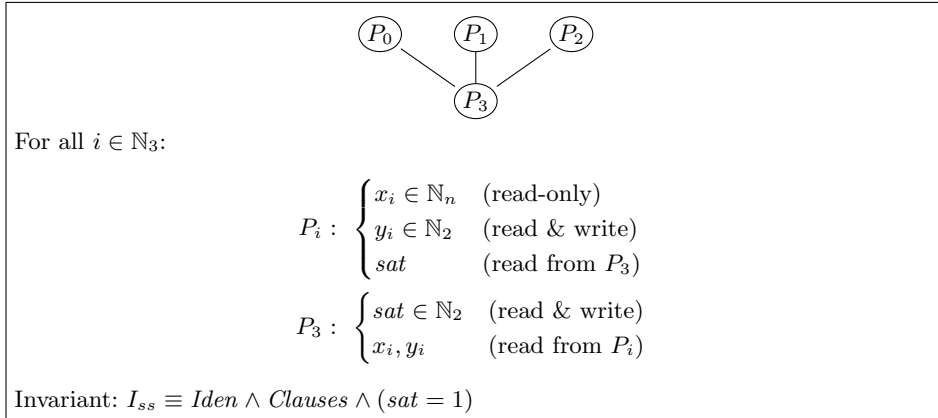 P₀ P₁ P₂
P₃
For all i ∈ ℕ₃:
xᵢ ∈ ℕₙ (read-only)
Pᵢ : { yᵢ ∈ ℕ₂ (read & write)
sat (read from P₃)
P₃ : { sat ∈ ℕ₂ (read & write)
xᵢ, yᵢ (read from Pᵢ)
Invariant: Iₛₛ ≡ Iden ∧ Clauses ∧ (sat = 1)